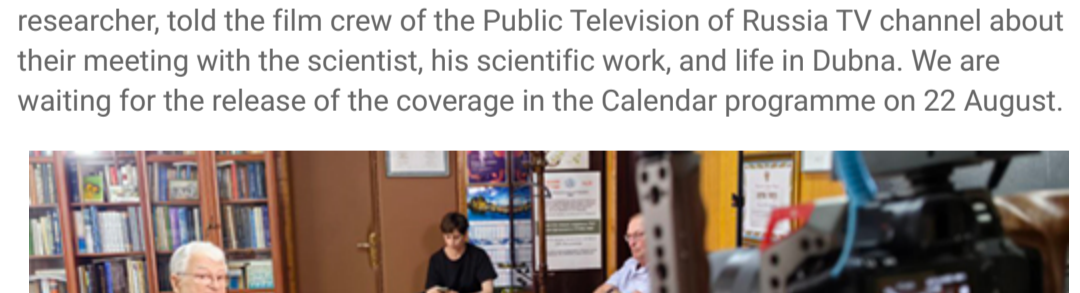 researcher, told the film crew of the Public Television of Russia TV channel about
their meeting with the scientist, his scientific work, and life in Dubna. We are
waiting for the release of the coverage in the Calendar programme on 22 August.